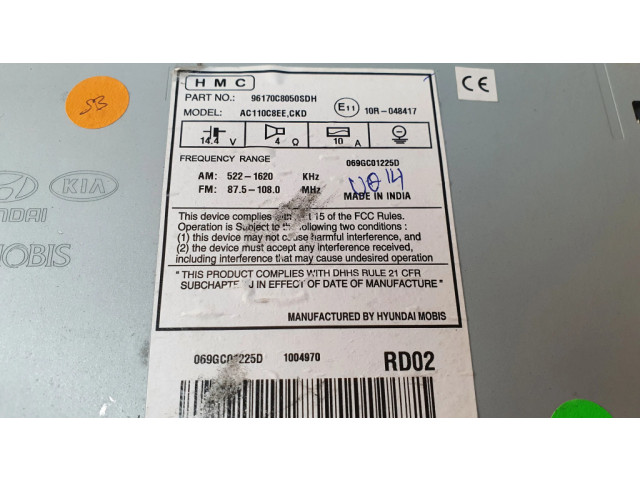 HMC
PART NO.: 96170C8050SDH
MODEL: AC110C8EE,CKD
E11 10R-048417
CE
14.4 V 4 Ω 10 A
FREQUENCY RANGE
069GC01225D
AM: 522-1620 KHz
FM: 87.5-108.0 MHz
MADE IN INDIA
This device complies with 15 of the FCC Rules.
Operation is Subject to the following two conditions :
(1) this device may not cause harmful interference, and
(2) the device must accept any interference received,
including interference that may cause undesired operation
" THIS PRODUCT COMPLIES WITH DHHS RULE 21 CFR
SUBCHAPTER J IN EFFECT OF DATE OF MANUFACTURE "
MANUFACTURED BY HYUNDAI MOBIS
069GC01225D 1004970 RD02
SB
KIA
UNDAI
MOBIS